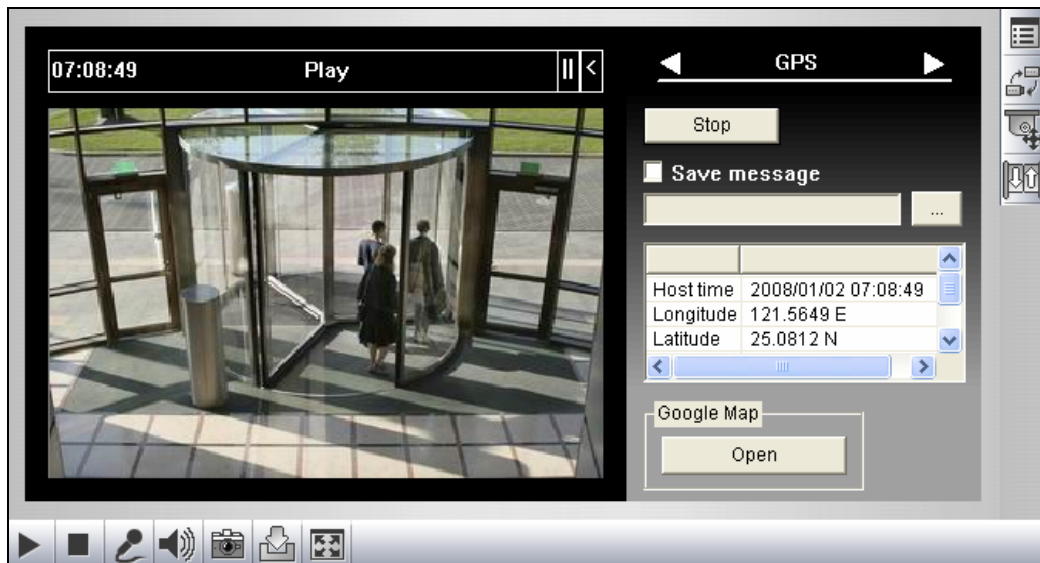 07:08:49 Play || <
GPS
Stop
Save message
...
Host time 2008/01/02 07:08:49
Longitude 121.5649 E
Latitude 25.0812 N
Google Map
Open